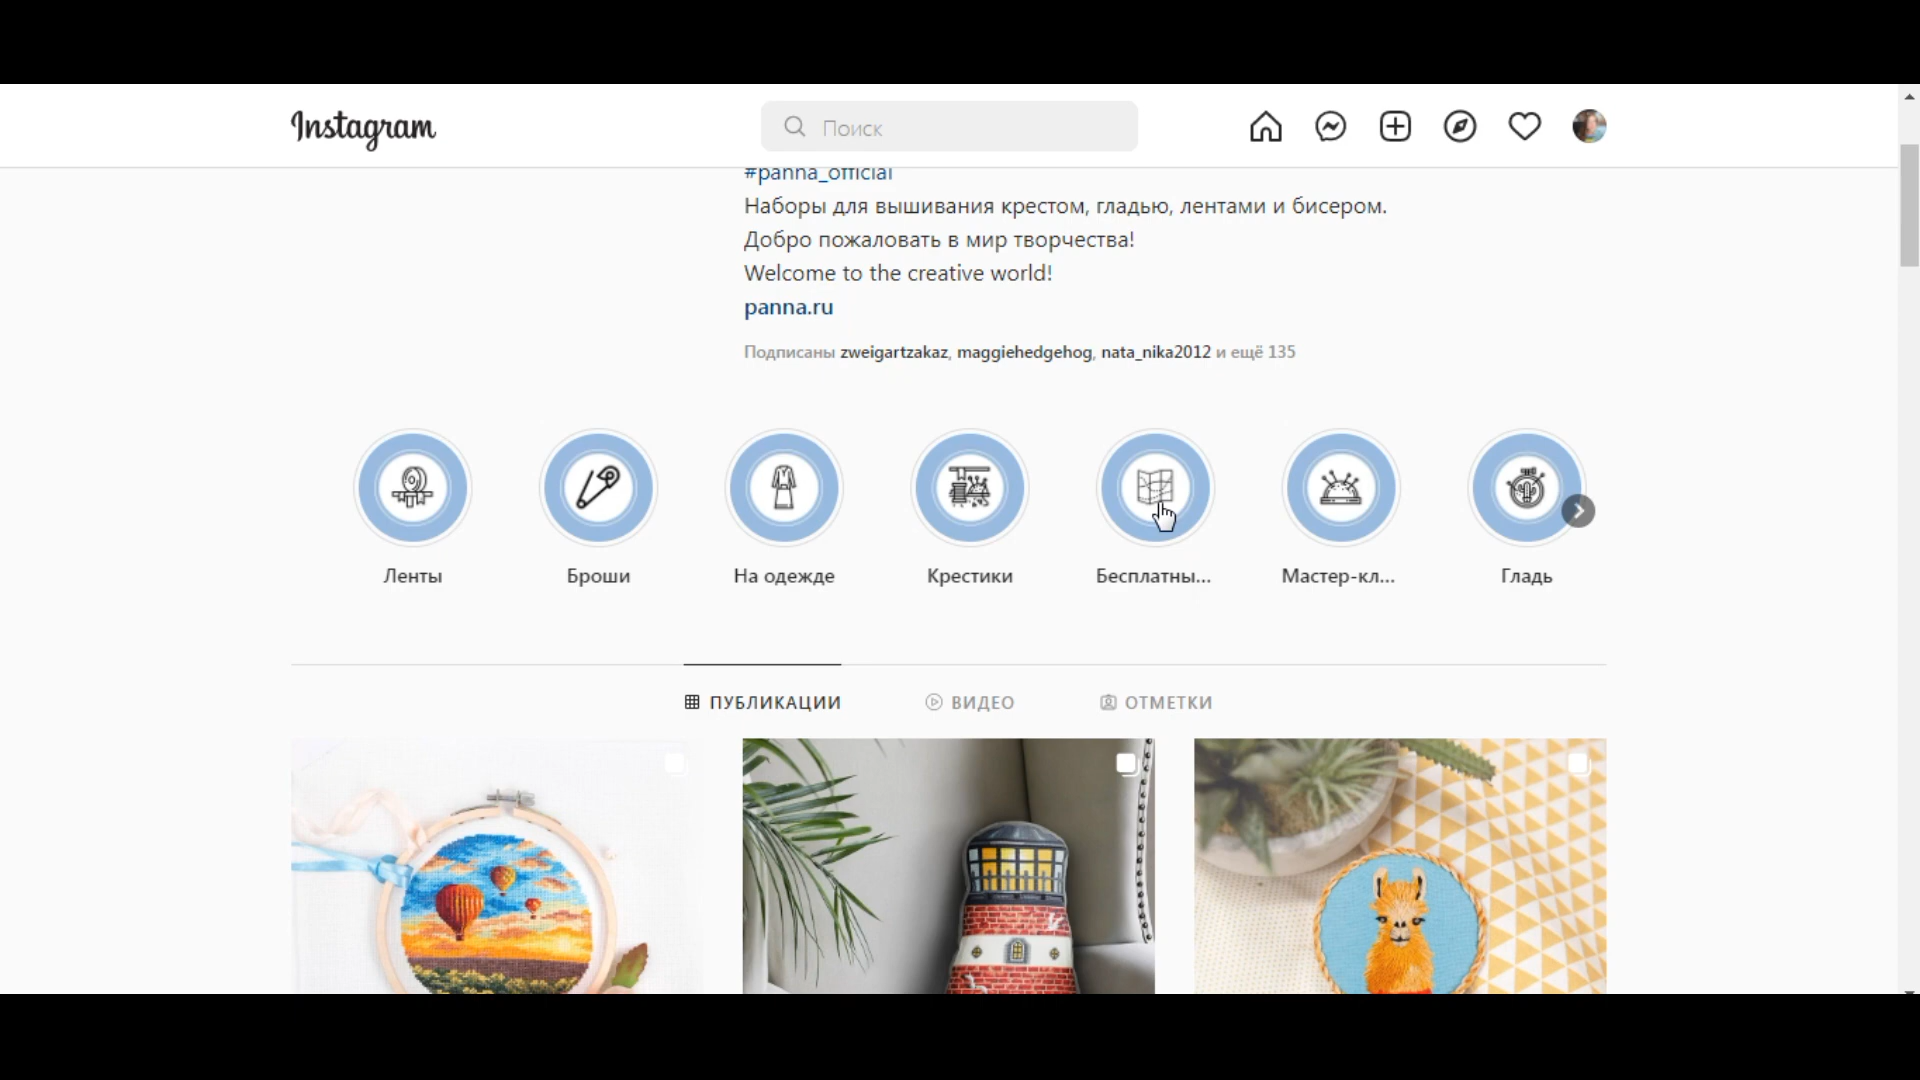 Instagram
Поиск
#panna_official
Наборы для вышивания крестом, гладью, лентами и бисером.
Добро пожаловать в мир творчества!
Welcome to the creative world!
panna.ru
Подписаны zweigartzakaz, maggiehedgehog, nata_nika2012 и ещё 135
Ленты Броши На одежде Крестики Бесплатны... Мастер-кл... Гладь
ПУБЛИКАЦИИ ВИДЕО ОТМЕТКИ